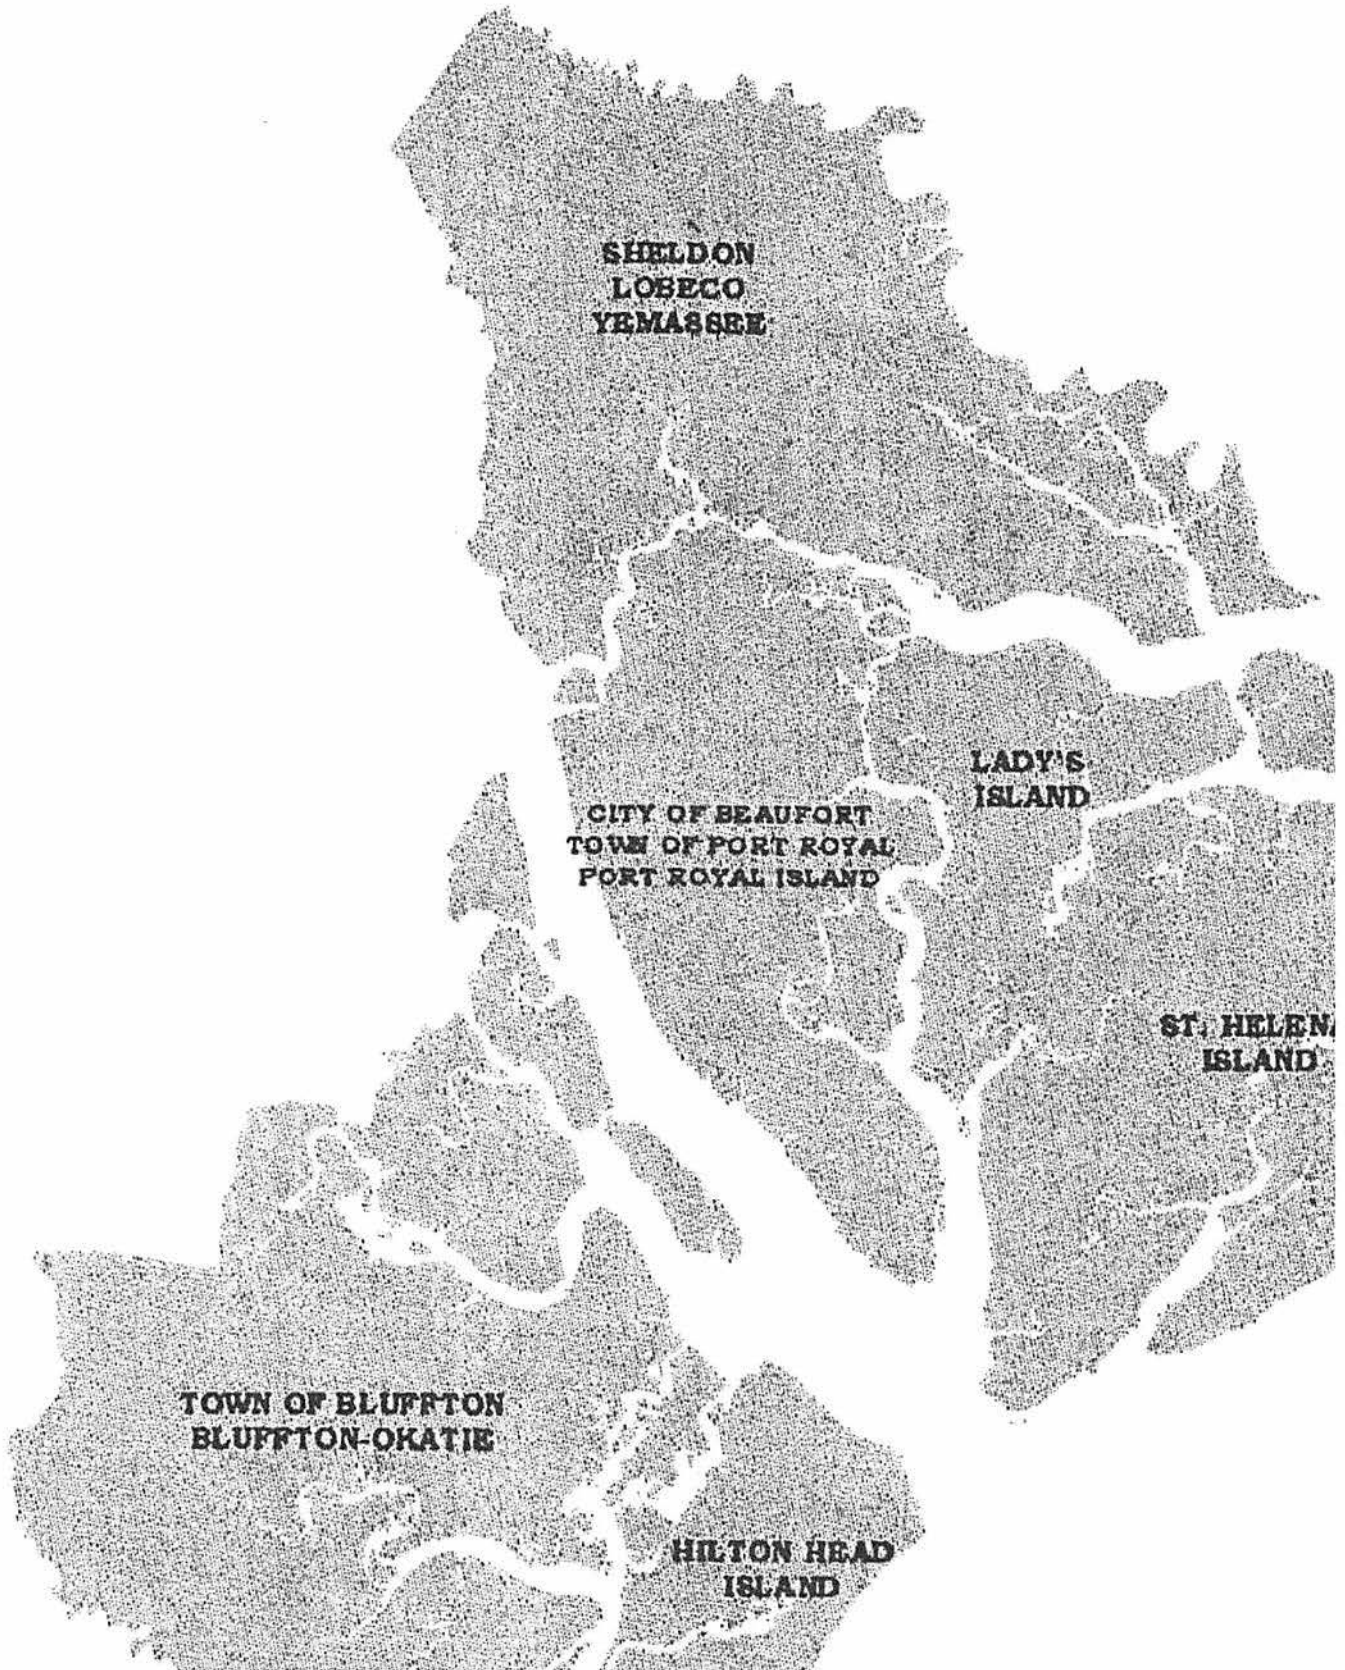 SHELDON
LOBECO
YEMASSEE
LADY'S
ISLAND
CITY OF BEAUFORT
TOWN OF PORT ROYAL
PORT ROYAL ISLAND
ST. HELEN
ISLAND
TOWN OF BLUFFTON
BLUFFTON-OKATIE
HILTON HEAD
ISLAND